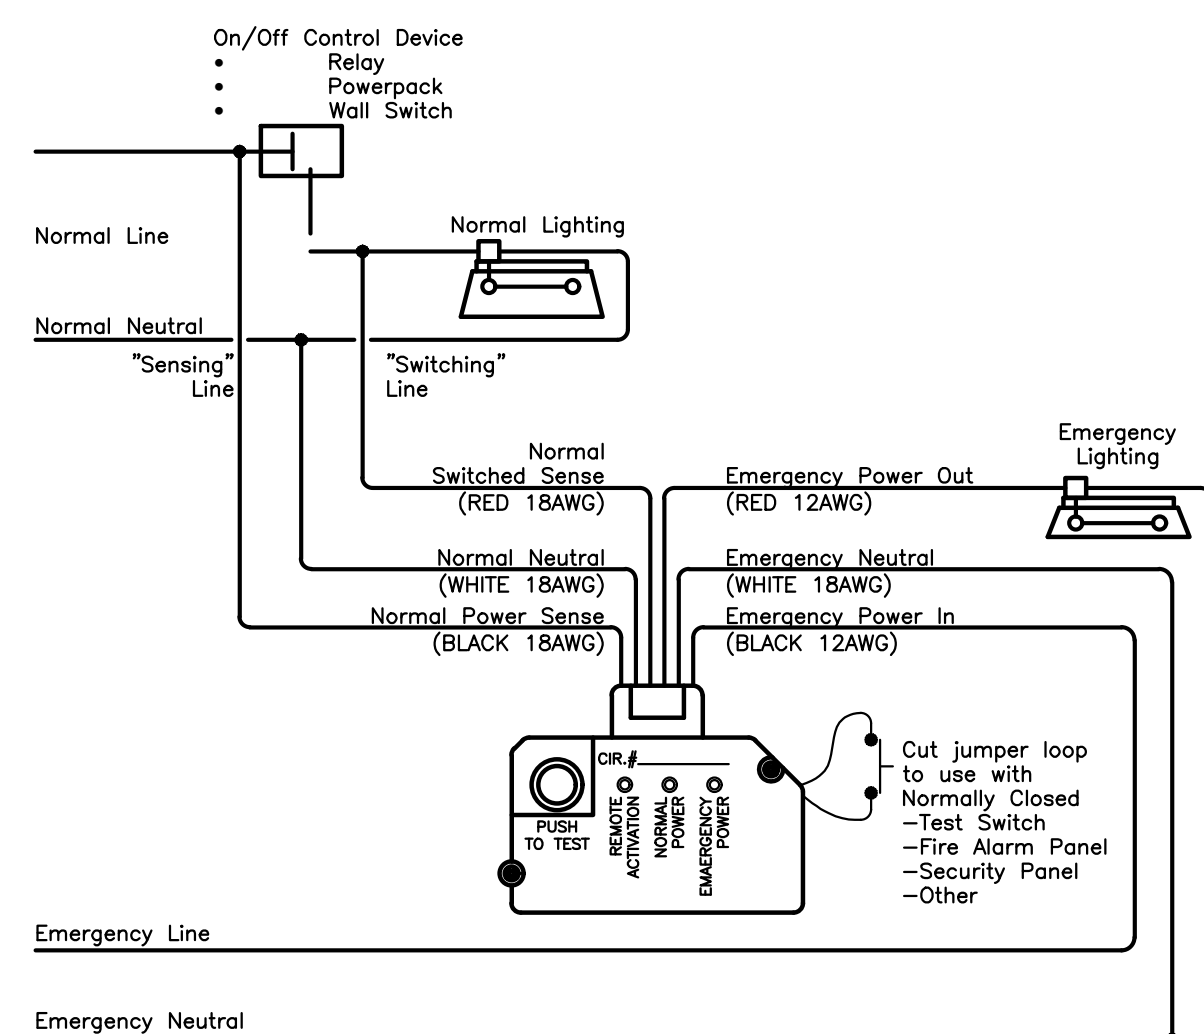 On/Off Control Device
• Relay
• Powerpack
• Wall Switch
Normal Line
Normal Lighting
Normal Neutral
"Sensing"
Line
"Switching"
Line
Normal
Switched Sense
(RED 18AWG)
Emergency Power Out
(RED 12AWG)
Emergency
Lighting
Normal Neutral
(WHITE 18AWG)
Emergency Neutral
(WHITE 18AWG)
Normal Power Sense
(BLACK 18AWG)
Emergency Power In
(BLACK 12AWG)
CIR.#
PUSH
TO TEST
REMOTE
ACTIVATION
NORMAL
POWER
EMAERGENCY
POWER
Cut jumper loop
to use with
Normally Closed
-Test Switch
-Fire Alarm Panel
-Security Panel
-Other
Emergency Line
Emergency Neutral